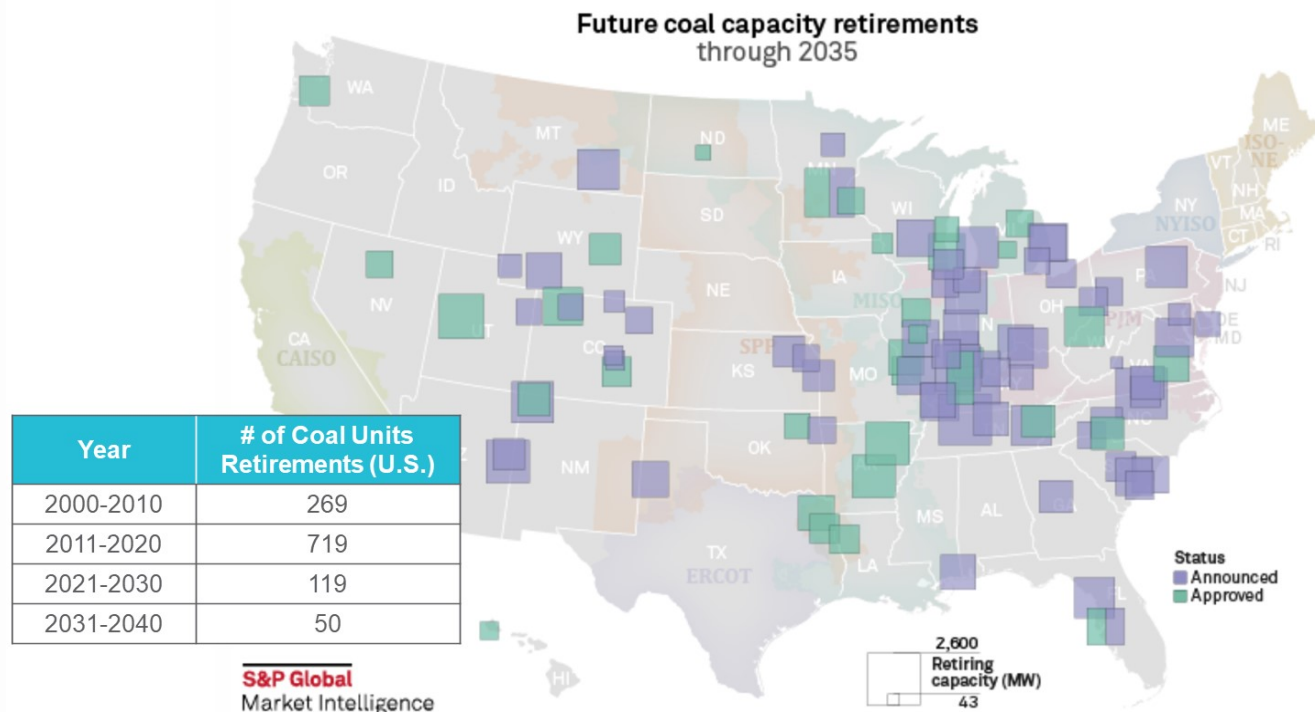 Future coal capacity retirements
through 2035
WA
MT
ND
MN
OR
ID
SD
WI
WY
ME
ISO-
NE
VT
NH
MA
CT
RI
NY
NYISO
NV
UT
NE
IA
MISO
OH
PJM
NJ
DE
MD
CA
CAISO
CO
KS
MO
NC
NM
OK
MS
AL
GA
TX
ERCOT
LA
FL
HI
Year
# of Coal Units
Retirements (U.S.)
2000-2010 269
2011-2020 719
2021-2030 119
2031-2040 50
Status
Announced
Approved
2,600
Retiring
capacity (MW)
43
S&P Global
Market Intelligence